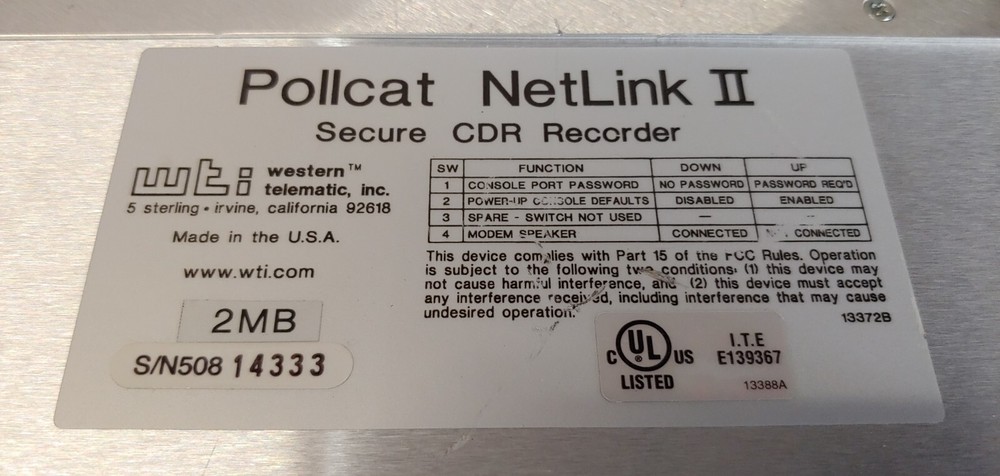 Pollcat NetLink II
Secure CDR Recorder
wti western™
telematic, inc.
5 sterling • irvine, california 92618
Made in the U.S.A.
www.wti.com
2MB
S/N508 14333
SW FUNCTION DOWN UP
1 CONSOLE PORT PASSWORD NO PASSWORD PASSWORD REQ'D
2 POWER-UP CONSOLE DEFAULTS DISABLED ENABLED
3 SPARE - SWITCH NOT USED — --
4 MODEM SPEAKER CONNECTED NOT CONNECTED
This device complies with Part 15 of the FCC Rules. Operation
is subject to the following two conditions: (1) this device may
not cause harmful interference, and (2) this device must accept
any interference received, including interference that may cause
undesired operation.
13372B
C UL US
LISTED
I.T.E
E139367
13388A